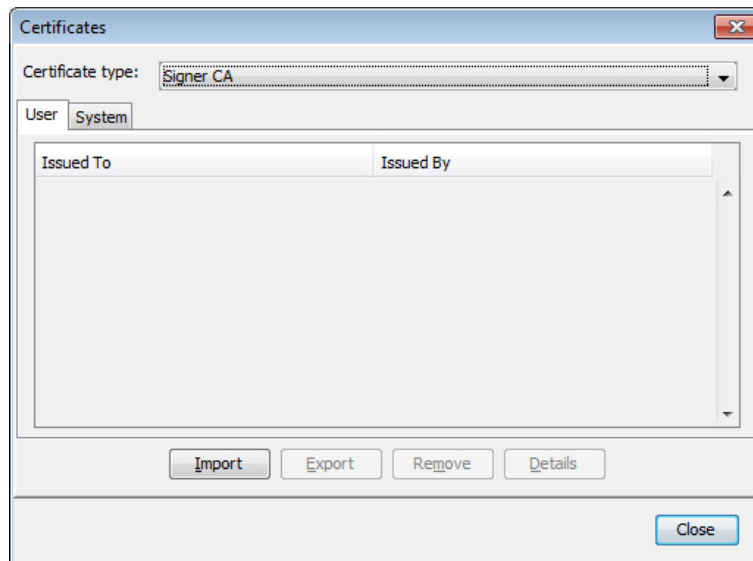 Certificates
Certificate type: Signer CA
User System
Issued To Issued By
Import Export Remove Details
Close